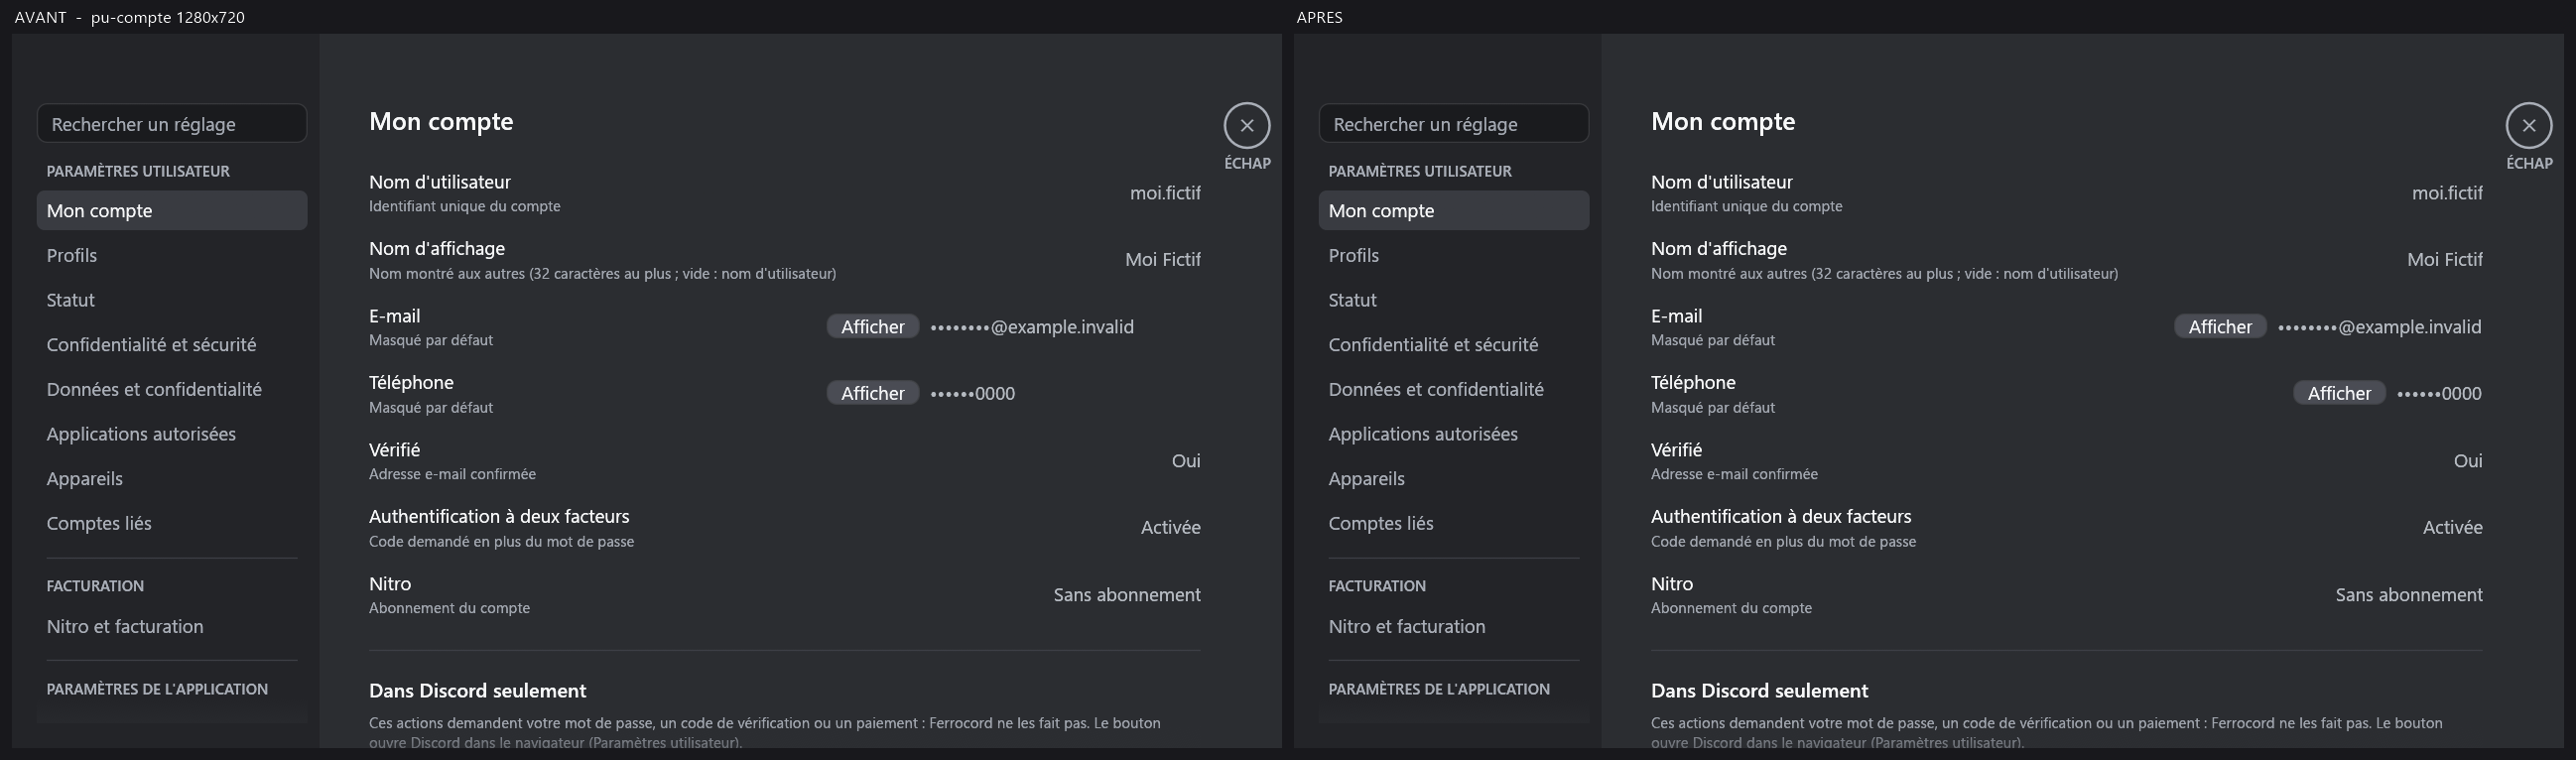 AVANT - pu-compte 1280x720
Rechercher un réglage
PARAMÈTRES UTILISATEUR
Mon compte
Profils
Statut
Confidentialité et sécurité
Données et confidentialité
Applications autorisées
Appareils
Comptes liés
FACTURATION
Nitro et facturation
PARAMÈTRES DE L'APPLICATION
Mon compte
ÉCHAP
Nom d'utilisateur
Identifiant unique du compte
moi.fictif
Nom d'affichage
Nom montré aux autres (32 caractères au plus ; vide : nom d'utilisateur)
Moi Fictif
E-mail
Masqué par défaut
Afficher ••••••••@example.invalid
Téléphone
Masqué par défaut
Afficher ••••••0000
Vérifié
Adresse e-mail confirmée
Oui
Authentification à deux facteurs
Code demandé en plus du mot de passe
Activée
Nitro
Abonnement du compte
Sans abonnement
Dans Discord seulement
Ces actions demandent votre mot de passe, un code de vérification ou un paiement : Ferrocord ne les fait pas. Le bouton
ouvre Discord dans le navigateur (Paramètres utilisateur).
APRES
Rechercher un réglage
PARAMÈTRES UTILISATEUR
Mon compte
Profils
Statut
Confidentialité et sécurité
Données et confidentialité
Applications autorisées
Appareils
Comptes liés
FACTURATION
Nitro et facturation
PARAMÈTRES DE L'APPLICATION
Mon compte
ÉCHAP
Nom d'utilisateur
Identifiant unique du compte
moi.fictif
Nom d'affichage
Nom montré aux autres (32 caractères au plus ; vide : nom d'utilisateur)
Moi Fictif
E-mail
Masqué par défaut
Afficher ••••••••@example.invalid
Téléphone
Masqué par défaut
Afficher ••••••0000
Vérifié
Adresse e-mail confirmée
Oui
Authentification à deux facteurs
Code demandé en plus du mot de passe
Activée
Nitro
Abonnement du compte
Sans abonnement
Dans Discord seulement
Ces actions demandent votre mot de passe, un code de vérification ou un paiement : Ferrocord ne les fait pas. Le bouton
ouvre Discord dans le navigateur (Paramètres utilisateur).